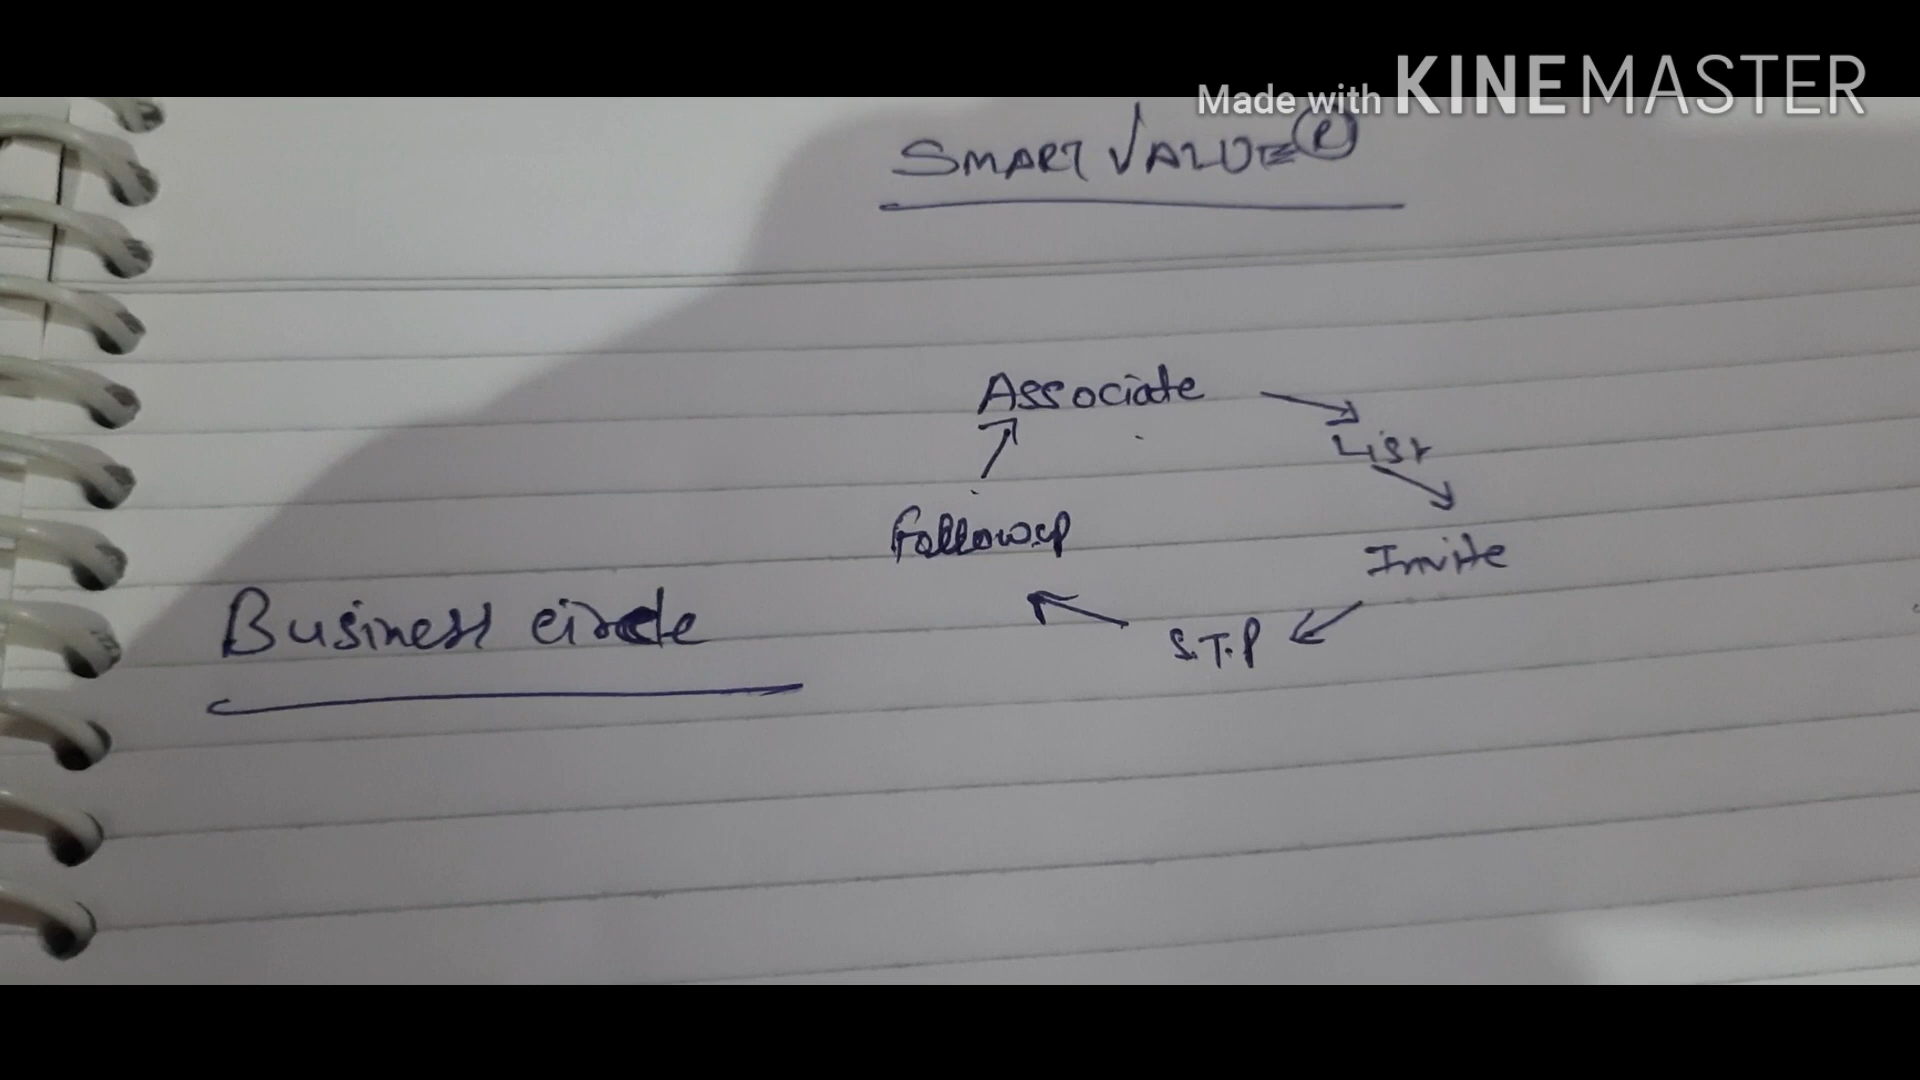 Made with KINEMASTER
SMART VALUE®
Associate
List
Followup
Invite
Business circle
S.T.P